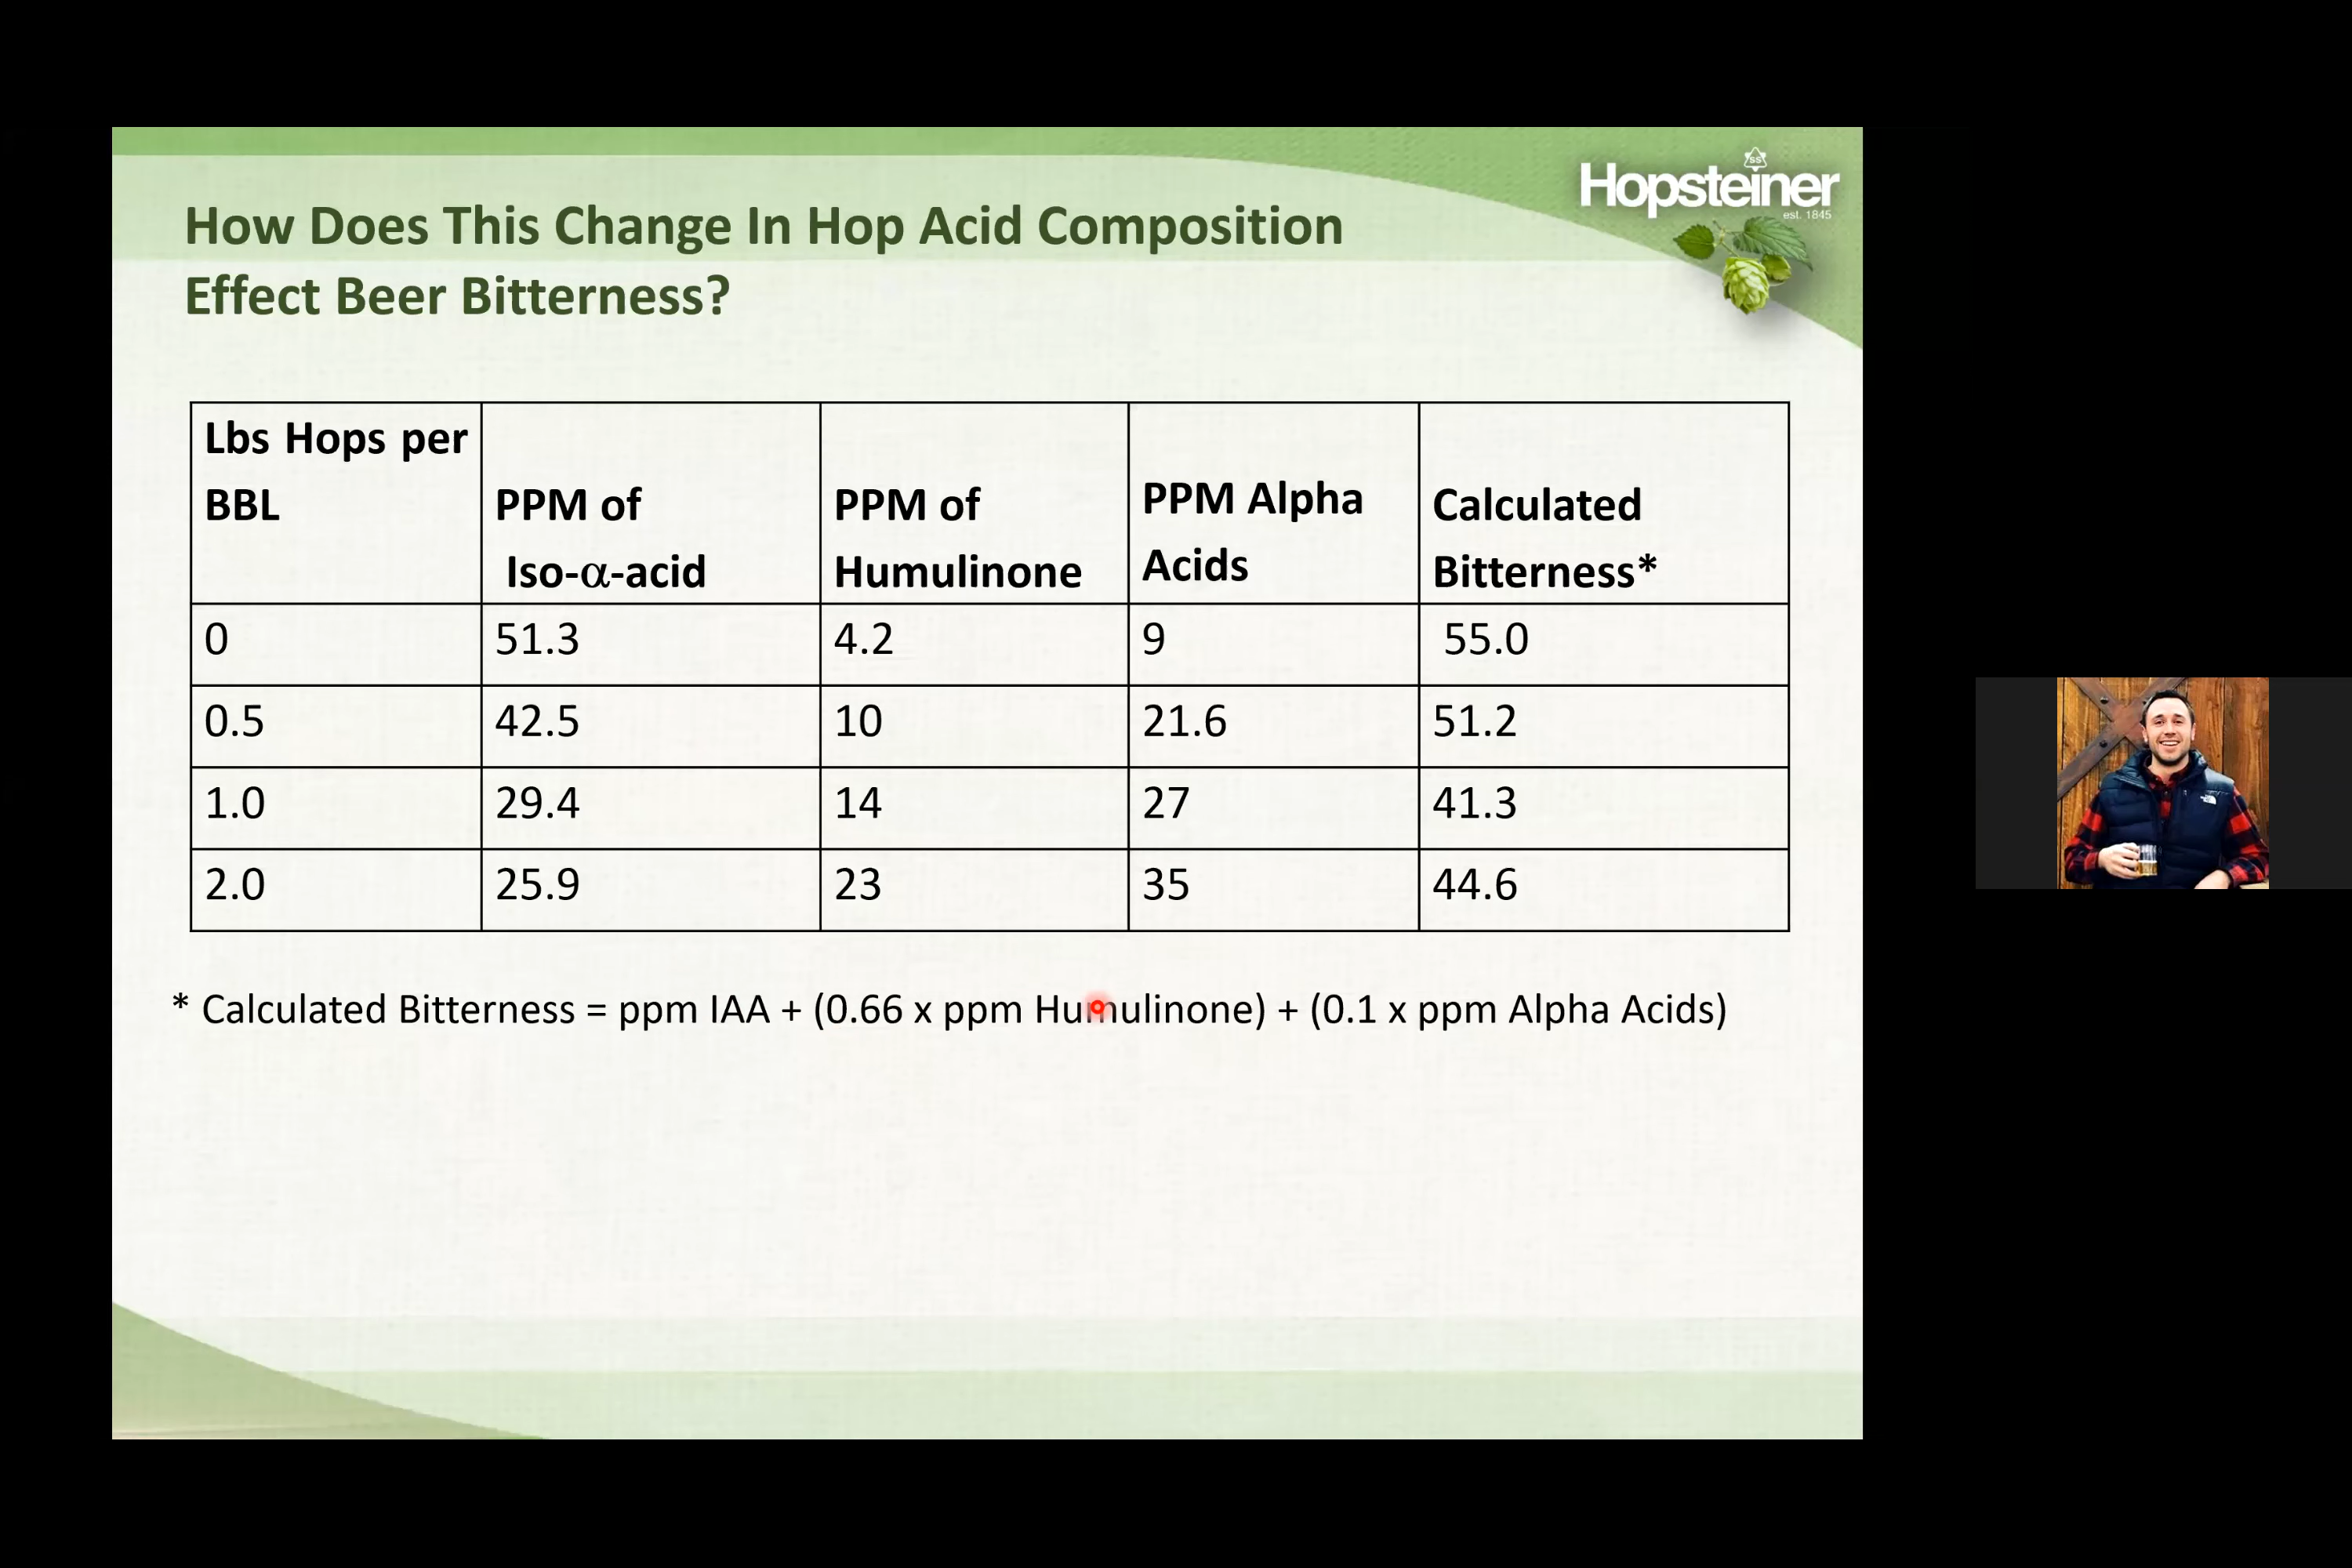 Hopsteiner
est. 1845
How Does This Change In Hop Acid Composition
Effect Beer Bitterness?
Lbs Hops per BBL | PPM of Iso-α-acid | PPM of Humulinone | PPM Alpha Acids | Calculated Bitterness*
0 | 51.3 | 4.2 | 9 | 55.0
0.5 | 42.5 | 10 | 21.6 | 51.2
1.0 | 29.4 | 14 | 27 | 41.3
2.0 | 25.9 | 23 | 35 | 44.6
* Calculated Bitterness = ppm IAA + (0.66 x ppm Humulinone) + (0.1 x ppm Alpha Acids)